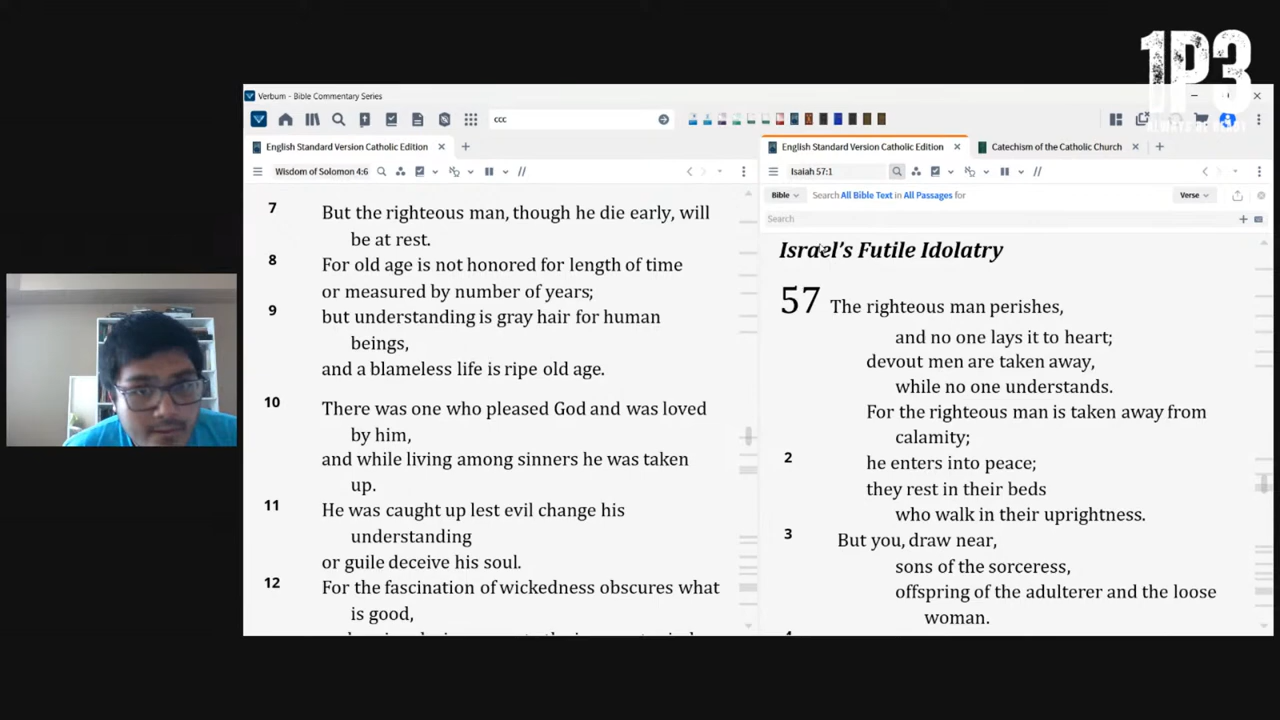 1P3
ALWAYS BE READY
Verbum - Bible Commentary Series
ccc
English Standard Version Catholic Edition
English Standard Version Catholic Edition
Catechism of the Catholic Church
Wisdom of Solomon 4:6
Isaiah 57:1
Bible
Search All Bible Text in All Passages for
Verse
Search
7 But the righteous man, though he die early, will
be at rest.
8 For old age is not honored for length of time
or measured by number of years;
9 but understanding is gray hair for human
beings,
and a blameless life is ripe old age.
10 There was one who pleased God and was loved
by him,
and while living among sinners he was taken
up.
11 He was caught up lest evil change his
understanding
or guile deceive his soul.
12 For the fascination of wickedness obscures what
is good,
Israel's Futile Idolatry
57 The righteous man perishes,
and no one lays it to heart;
devout men are taken away,
while no one understands.
For the righteous man is taken away from
calamity;
2 he enters into peace;
they rest in their beds
who walk in their uprightness.
3 But you, draw near,
sons of the sorceress,
offspring of the adulterer and the loose
woman.